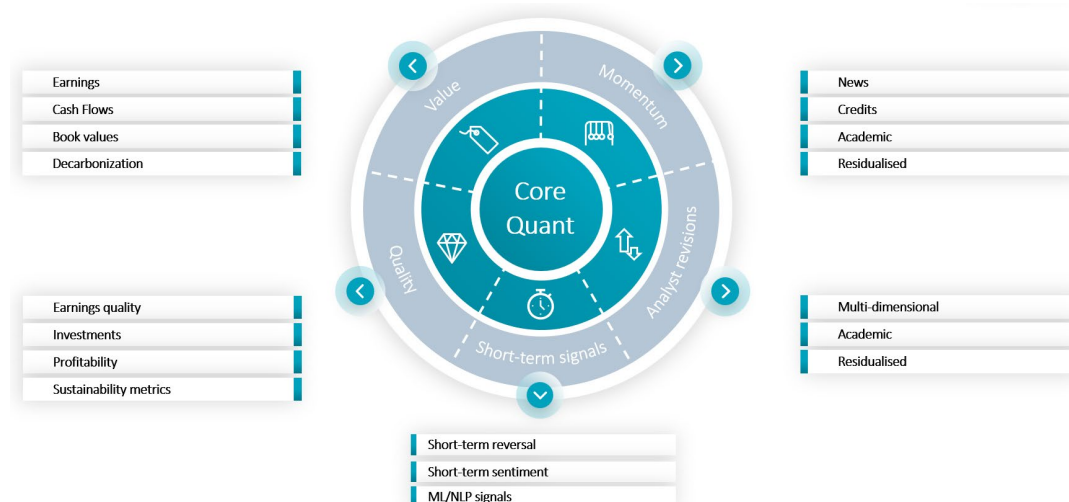 Value
Momentum
Earnings
Cash Flows
Book values
Decarbonization
News
Credits
Academic
Residualised
Core
Quant
Quality
Analyst revisions
Short-term signals
Earnings quality
Investments
Profitability
Sustainability metrics
Multi-dimensional
Academic
Residualised
Short-term reversal
Short-term sentiment
ML/NLP signals